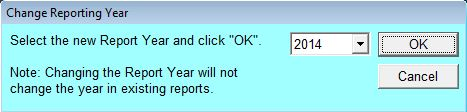 Change Reporting Year
Select the new Report Year and click "OK". 2014 OK
Note: Changing the Report Year will not
change the year in existing reports.
Cancel